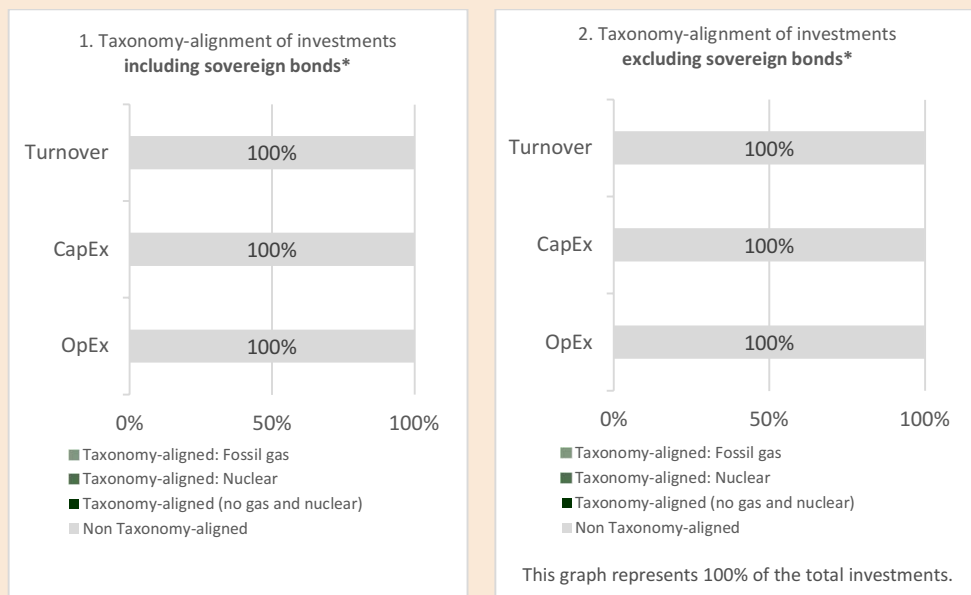 1. Taxonomy-alignment of investments
including sovereign bonds*
Turnover
100%
CapEx
100%
OpEx
100%
0%
50%
100%
Taxonomy-aligned: Fossil gas
Taxonomy-aligned: Nuclear
Taxonomy-aligned (no gas and nuclear)
Non Taxonomy-aligned
2. Taxonomy-alignment of investments
excluding sovereign bonds*
Turnover
100%
CapEx
100%
OpEx
100%
0%
50%
100%
Taxonomy-aligned: Fossil gas
Taxonomy-aligned: Nuclear
Taxonomy-aligned (no gas and nuclear)
Non Taxonomy-aligned
This graph represents 100% of the total investments.